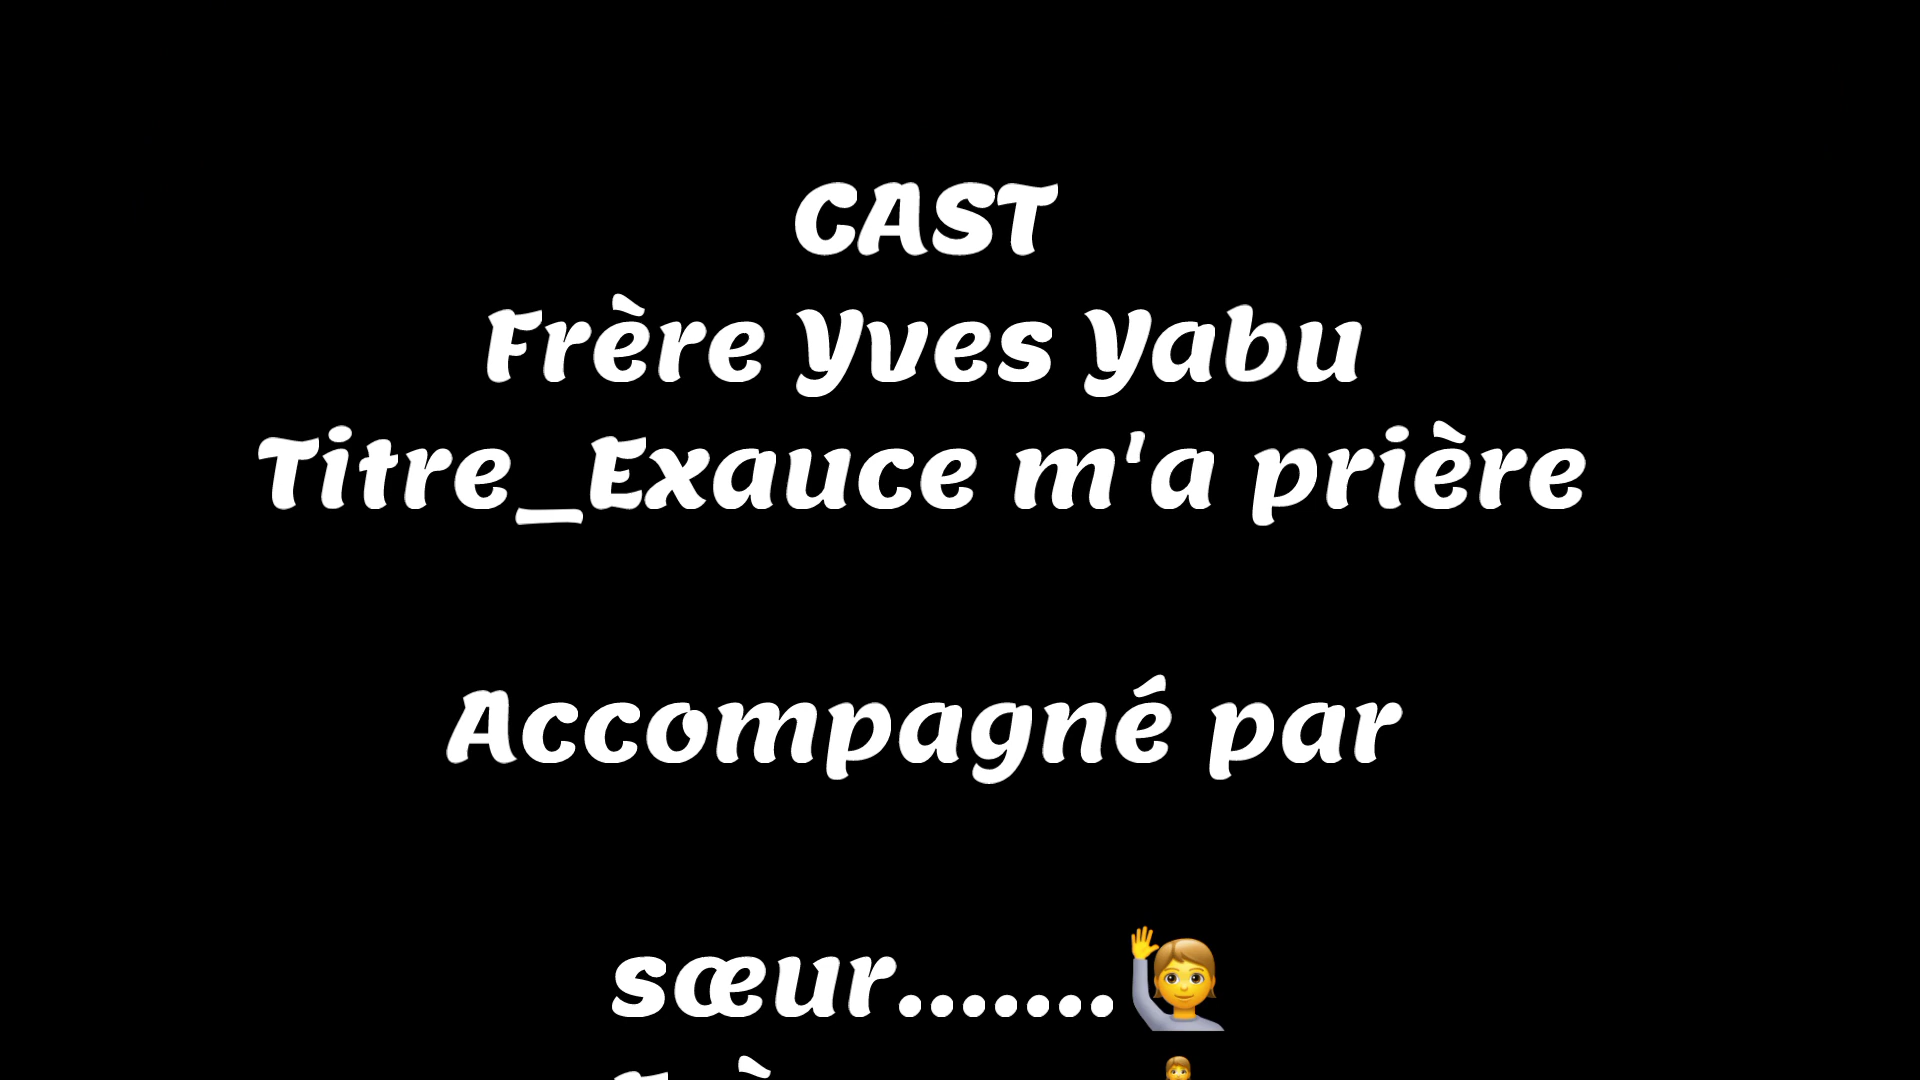 CAST
Frère Yves Yabu
Titre_Exauce m'a prière
Accompagné par
sœur.......🙋